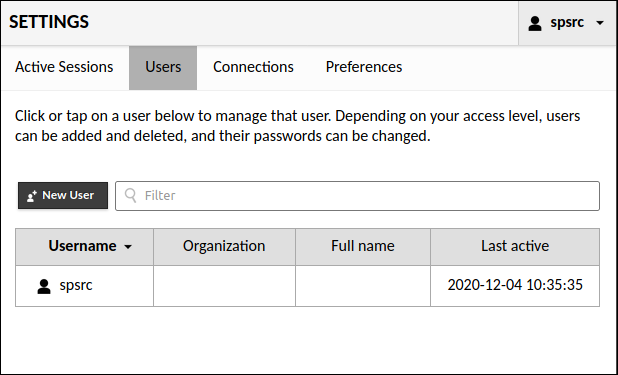 SETTINGS
spsrc
Active Sessions Users Connections Preferences
Click or tap on a user below to manage that user. Depending on your access level, users
can be added and deleted, and their passwords can be changed.
New User Filter
Username Organization Full name Last active
spsrc 2020-12-04 10:35:35